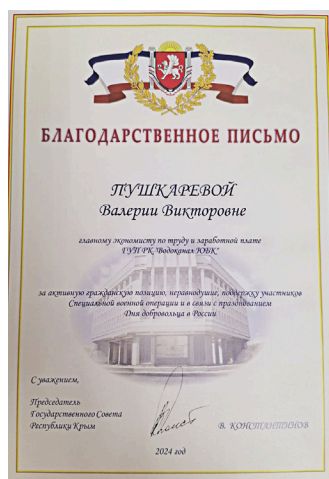 БЛАГОДАРСТВЕННОЕ ПИСЬМО
ПУШКАРЕВОЙ
Валерии Викторовне
главному экономисту по труду и заработной плате
ГУП РК "Водоканал ЮБК"
за активную гражданскую позицию, неравнодушие, поддержку участников
Специальной военной операции и в связи с празднованием
Дня добровольца в России
С уважением,
Председатель
Государственного Совета
Республики Крым
В. КОНСТАНТИНОВ
2024 год